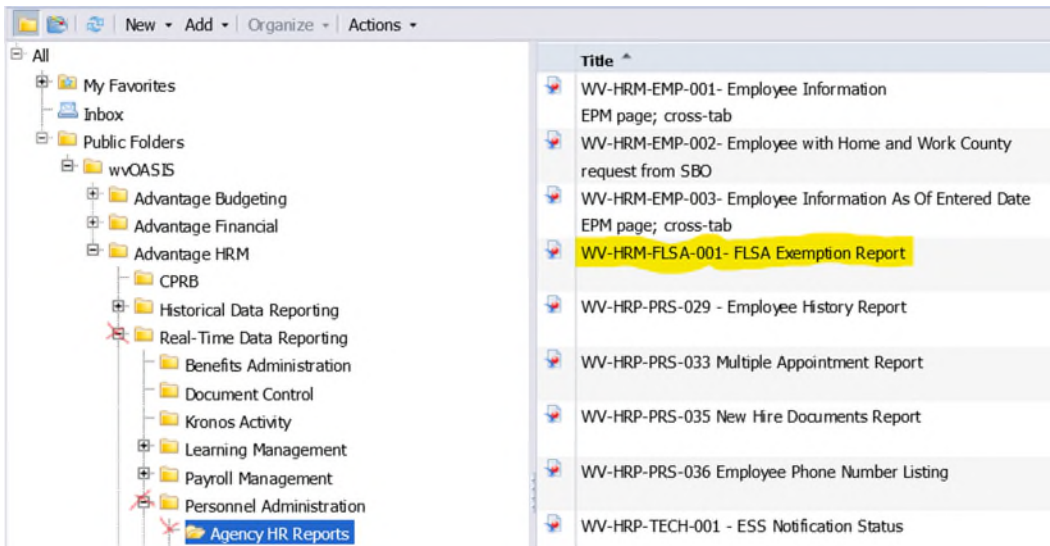 New Add Organize Actions
All
My Favorites
Inbox
Public Folders
wvOASIS
Advantage Budgeting
Advantage Financial
Advantage HRM
CPRB
Historical Data Reporting
Real-Time Data Reporting
Benefits Administration
Document Control
Kronos Activity
Learning Management
Payroll Management
Personnel Administration
Agency HR Reports
Title
WV-HRM-EMP-001- Employee Information
EPM page; cross-tab
WV-HRM-EMP-002- Employee with Home and Work County
request from SBO
WV-HRM-EMP-003- Employee Information As Of Entered Date
EPM page; cross-tab
WV-HRM-FLSA-001- FLSA Exemption Report
WV-HRP-PRS-029 - Employee History Report
WV-HRP-PRS-033 Multiple Appointment Report
WV-HRP-PRS-035 New Hire Documents Report
WV-HRP-PRS-036 Employee Phone Number Listing
WV-HRP-TECH-001 - ESS Notification Status